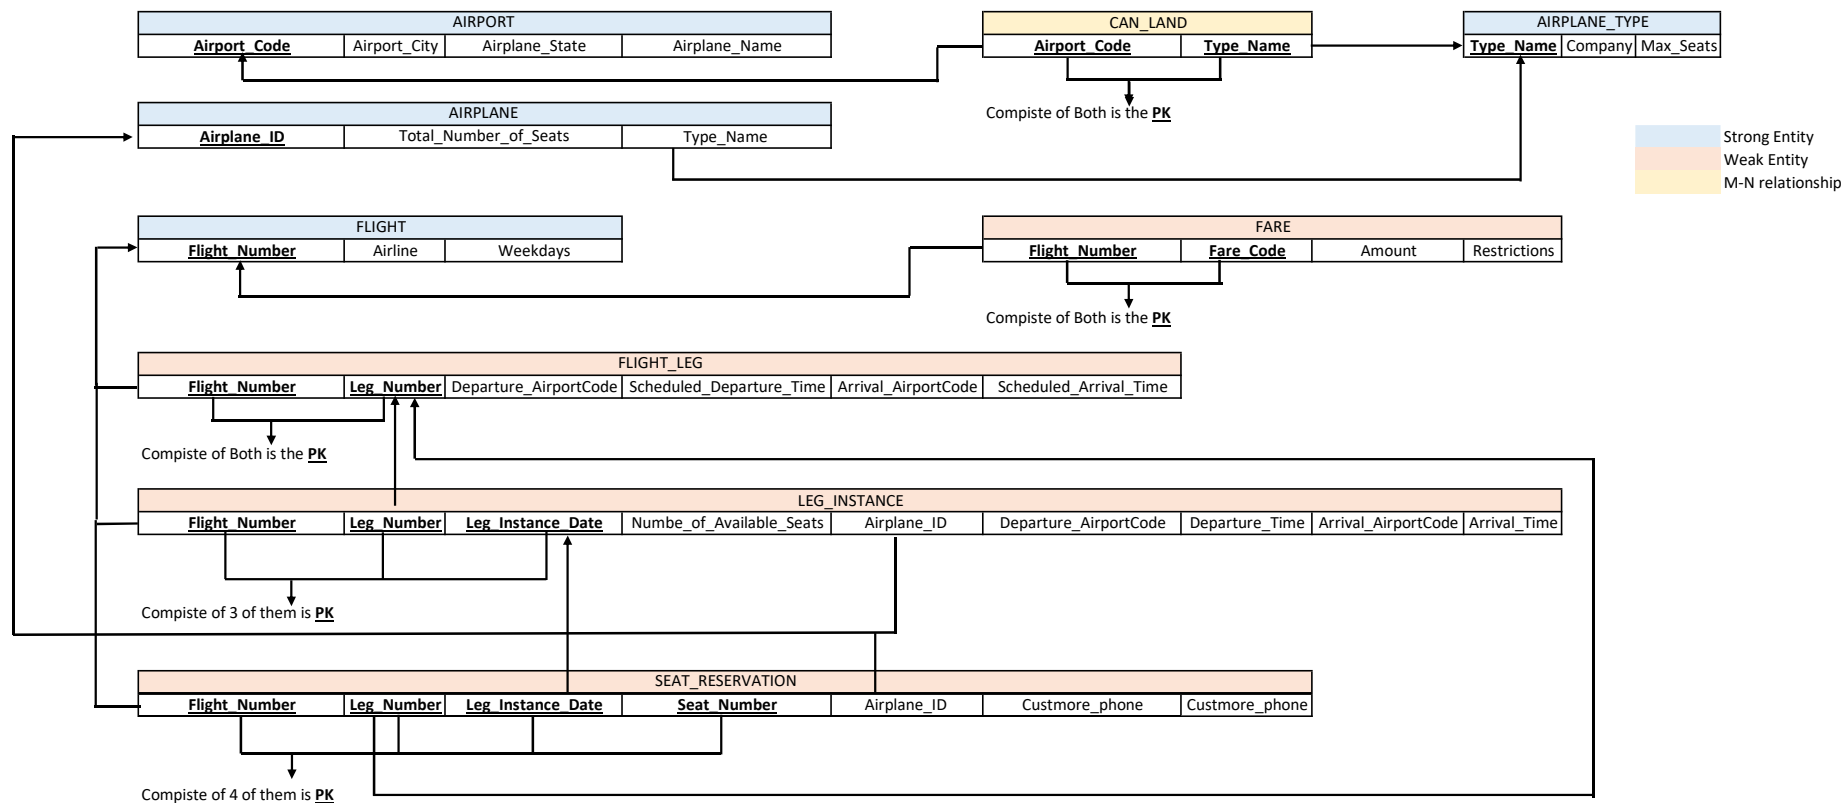 AIRPORT
Airport_Code Airport_City Airplane_State Airplane_Name
CAN_LAND
Airport_Code Type_Name
Compiste of Both is the PK
AIRPLANE_TYPE
Type_Name Company Max_Seats
AIRPLANE
Airplane_ID Total_Number_of_Seats Type_Name
Strong Entity
Weak Entity
M-N relationship
FLIGHT
Flight_Number Airline Weekdays
FARE
Flight_Number Fare_Code Amount Restrictions
Compiste of Both is the PK
FLIGHT_LEG
Flight_Number Leg_Number Departure_AirportCode Scheduled_Departure_Time Arrival_AirportCode Scheduled_Arrival_Time
Compiste of Both is the PK
LEG_INSTANCE
Flight_Number Leg_Number Leg_Instance_Date Numbe_of_Available_Seats Airplane_ID Departure_AirportCode Departure_Time Arrival_AirportCode Arrival_Time
Compiste of 3 of them is PK
SEAT_RESERVATION
Flight_Number Leg_Number Leg_Instance_Date Seat_Number Airplane_ID Custmore_phone Custmore_phone
Compiste of 4 of them is PK